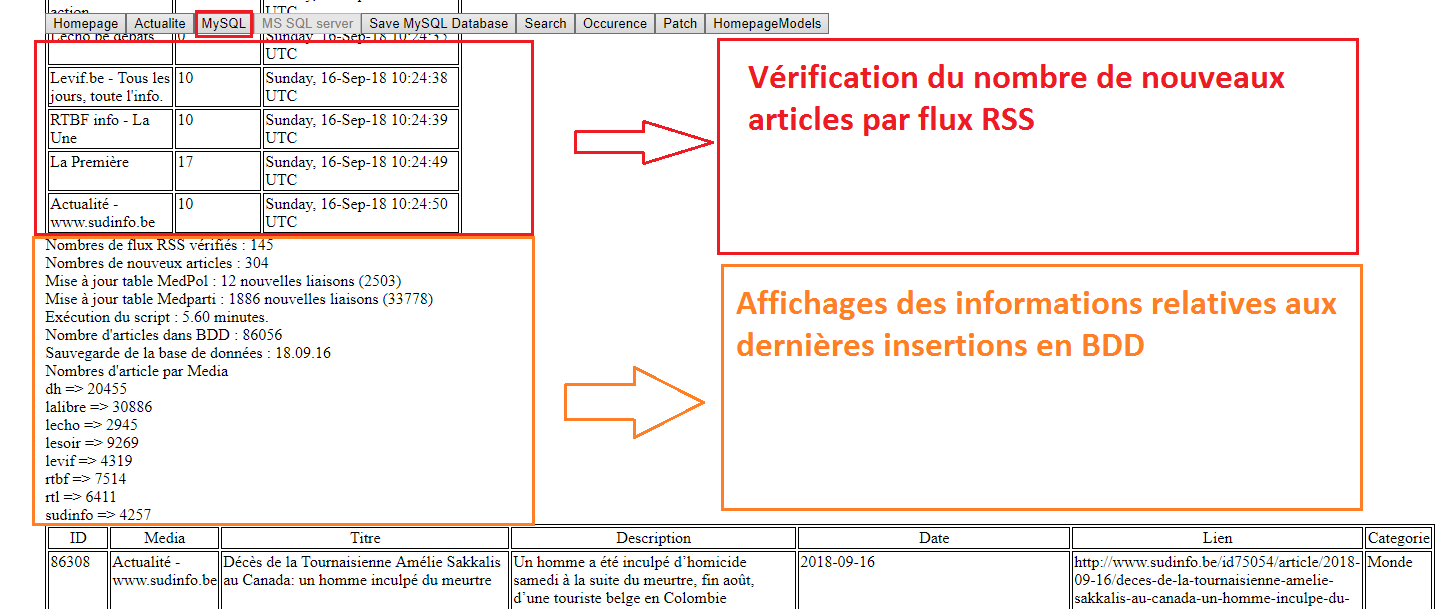 action
UTC
Homepage Actualite MySQL MS SQL server Save MySQL Database Search Occurence Patch HomepageModels
Lecho be débats 0 Sunday, 16-Sep-18 10:24:35
UTC
Levif.be - Tous les 10 Sunday, 16-Sep-18 10:24:38
jours, toute l'info. UTC
RTBF info - La 10 Sunday, 16-Sep-18 10:24:39
Une UTC
La Première 17 Sunday, 16-Sep-18 10:24:49
UTC
Actualité - 10 Sunday, 16-Sep-18 10:24:50
www.sudinfo.be UTC
Vérification du nombre de nouveaux
articles par flux RSS
Nombres de flux RSS vérifiés : 145
Nombres de nouveux articles : 304
Mise à jour table MedPol : 12 nouvelles liaisons (2503)
Mise à jour table Medparti : 1886 nouvelles liaisons (33778)
Exécution du script : 5.60 minutes.
Nombre d'articles dans BDD : 86056
Sauvegarde de la base de données : 18.09.16
Nombres d'article par Media
dh => 20455
lalibre => 30886
lecho => 2945
lesoir => 9269
levif => 4319
rtbf => 7514
rtl => 6411
sudinfo => 4257
Affichages des informations relatives aux
dernières insertions en BDD
ID Media Titre Description Date Lien Categorie
86308 Actualité - Décès de la Tournaisienne Amélie Sakkalis Un homme a été inculpé d’homicide 2018-09-16 http://www.sudinfo.be/id75054/article/2018- Monde
www.sudinfo.be au Canada: un homme inculpé du meurtre samedi à la suite du meurtre, fin août, 09-16/deces-de-la-tournaisienne-amelie-
d’une touriste belge en Colombie sakkalis-au-canada-un-homme-inculpe-du-